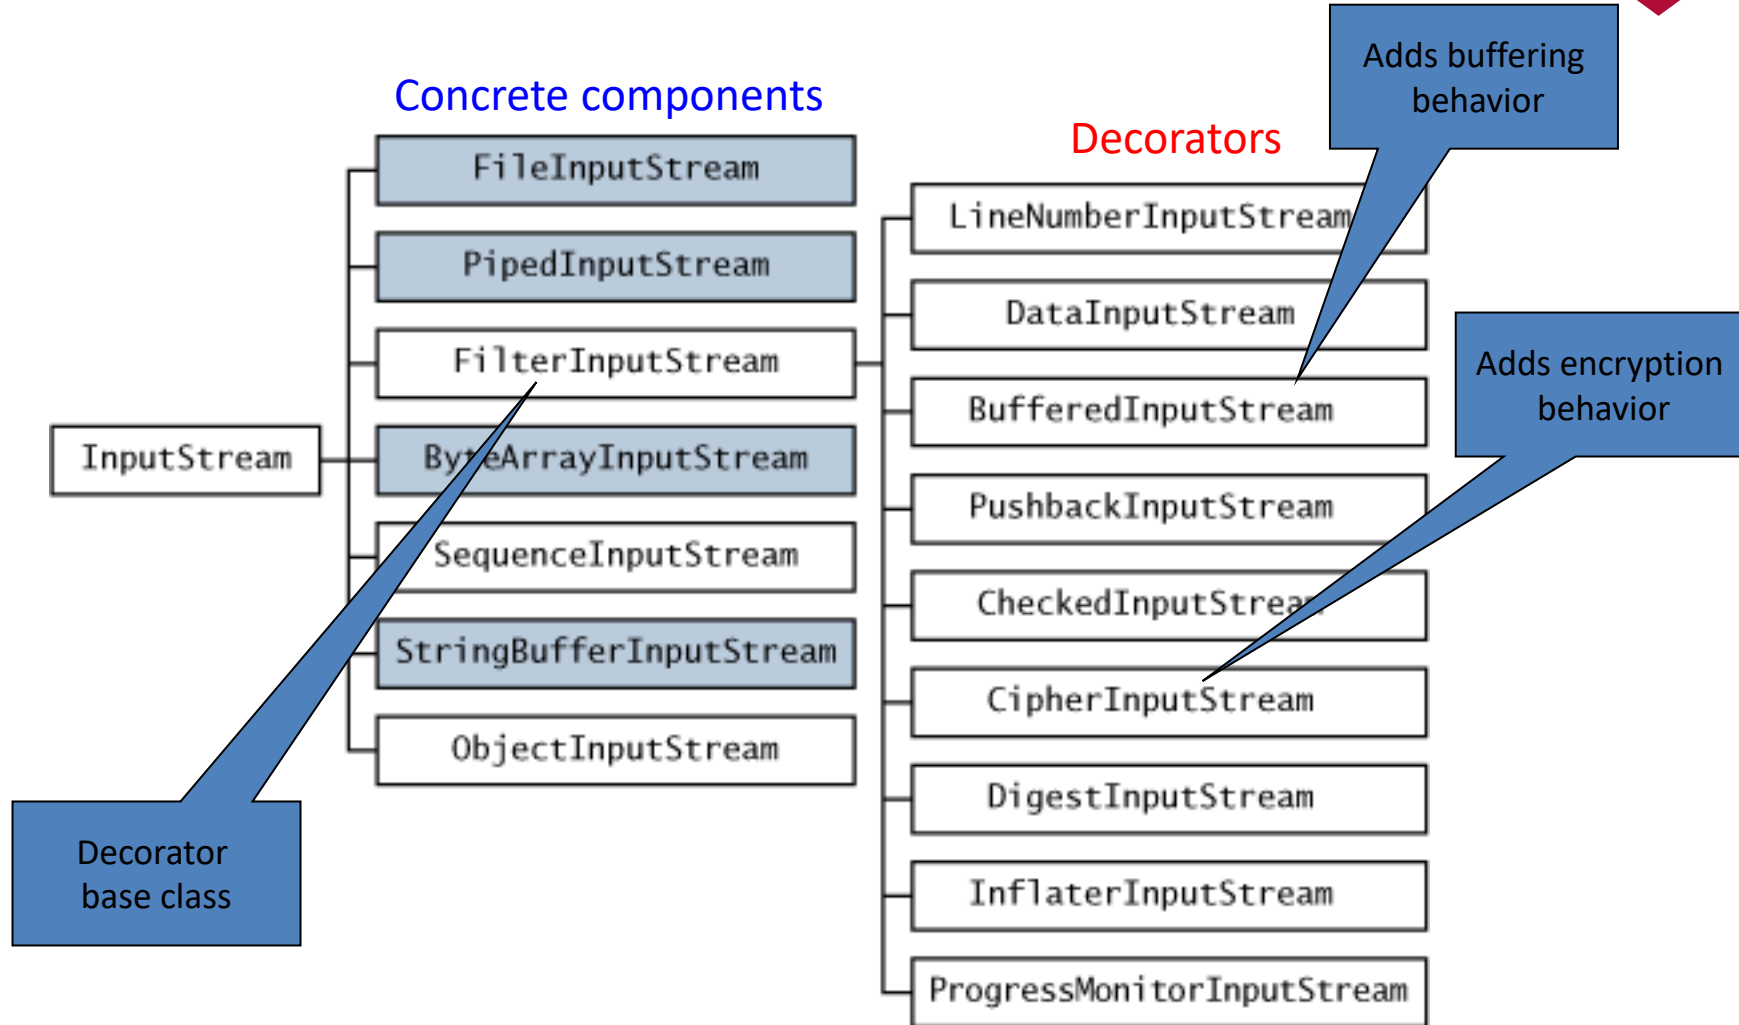 Adds buffering
behavior
Concrete components
Decorators
FileInputStream
LineNumberInputStream
PipedInputStream
DataInputStream
FilterInputStream
Adds encryption
behavior
BufferedInputStream
InputStream
ByteArrayInputStream
PushbackInputStream
SequenceInputStream
CheckedInputStream
StringBufferInputStream
CipherInputStream
ObjectInputStream
DigestInputStream
Decorator
base class
InflaterInputStream
ProgressMonitorInputStream